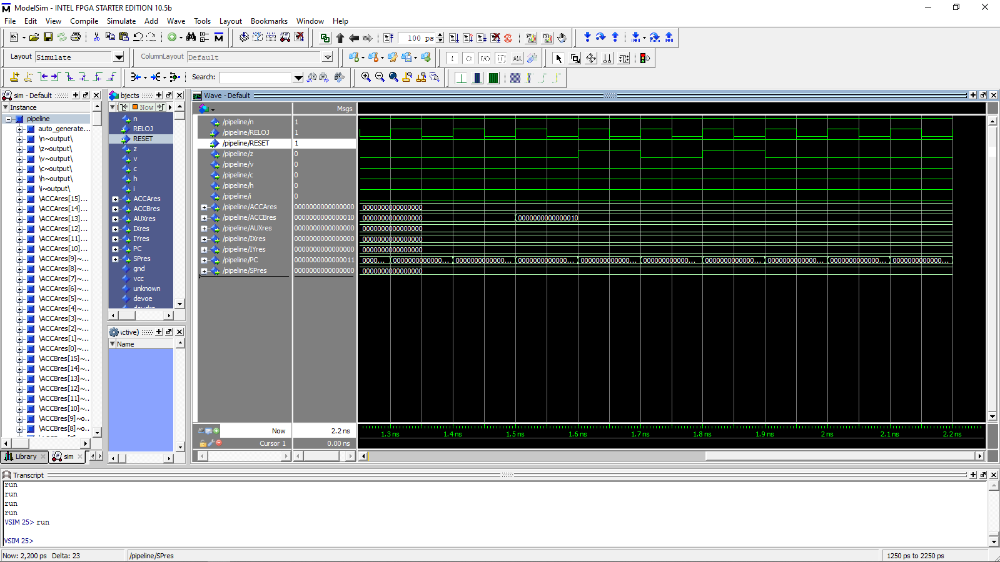 ModelSim - INTEL FPGA STARTER EDITION 10.5b
File Edit View Compile Simulate Add Wave Tools Layout Bookmarks Window Help
100 ps
Layout Simulate
ColumnLayout Default
Search:
sim - Default
Instance
pipeline
auto_generate...
\n~output\
\z~output\
\v~output\
\c~output\
\h~output\
\i~output\
\ACCAres[15]...
\ACCAres[14]...
\ACCAres[13]...
\ACCAres[12]...
\ACCAres[11]...
\ACCAres[10]...
\ACCAres[9]~...
\ACCAres[8]~...
\ACCAres[7]~...
\ACCAres[6]~...
\ACCAres[5]~...
\ACCAres[4]~...
\ACCAres[3]~...
\ACCAres[2]~...
\ACCAres[1]~...
\ACCAres[0]~...
\ACCBres[15]~..
\ACCBres[14]~..
\ACCBres[13]~..
\ACCBres[12]~..
\ACCBres[11]~..
\ACCBres[10]~..
\ACCBres[9]~o...
\ACCBres[8]~o...
Library
sim
bjects
Now
n
RELOJ
RESET
z
v
c
h
i
ACCAres
ACCBres
AUXres
IXres
IYres
PC
SPres
gnd
vcc
unknown
devoe
ctive)
Name
Wave - Default
Msgs
/pipeline/n 1
/pipeline/RELOJ 1
/pipeline/RESET 1
/pipeline/z 0
/pipeline/v 0
/pipeline/c 0
/pipeline/h 0
/pipeline/i 0
/pipeline/ACCAres 0000000000000000 0000000000000000
/pipeline/ACCBres 0000000000000010 0000000000000000 0000000000000010
/pipeline/AUXres 0000000000000000 0000000000000000
/pipeline/IXres 0000000000000000 0000000000000000
/pipeline/IYres 0000000000000000 0000000000000000
/pipeline/PC 0000000000000011 0000... 0000000000000... 0000000000000... 0000000000000... 0000000000000... 0000000000000... 0000000000000... 0000000000000... 0000000000000... 0000000000000...
/pipeline/SPres 0000000000000000 0000000000000000
Now 2.2 ns
Cursor 1 0.00 ns
1.3 ns 1.4 ns 1.5 ns 1.6 ns 1.7 ns 1.8 ns 1.9 ns 2 ns 2.1 ns 2.2 ns
Transcript
run
run
run
run
VSIM 25> run
VSIM 25>
Now: 2,200 ps Delta: 23
/pipeline/SPres
1250 ps to 2250 ps